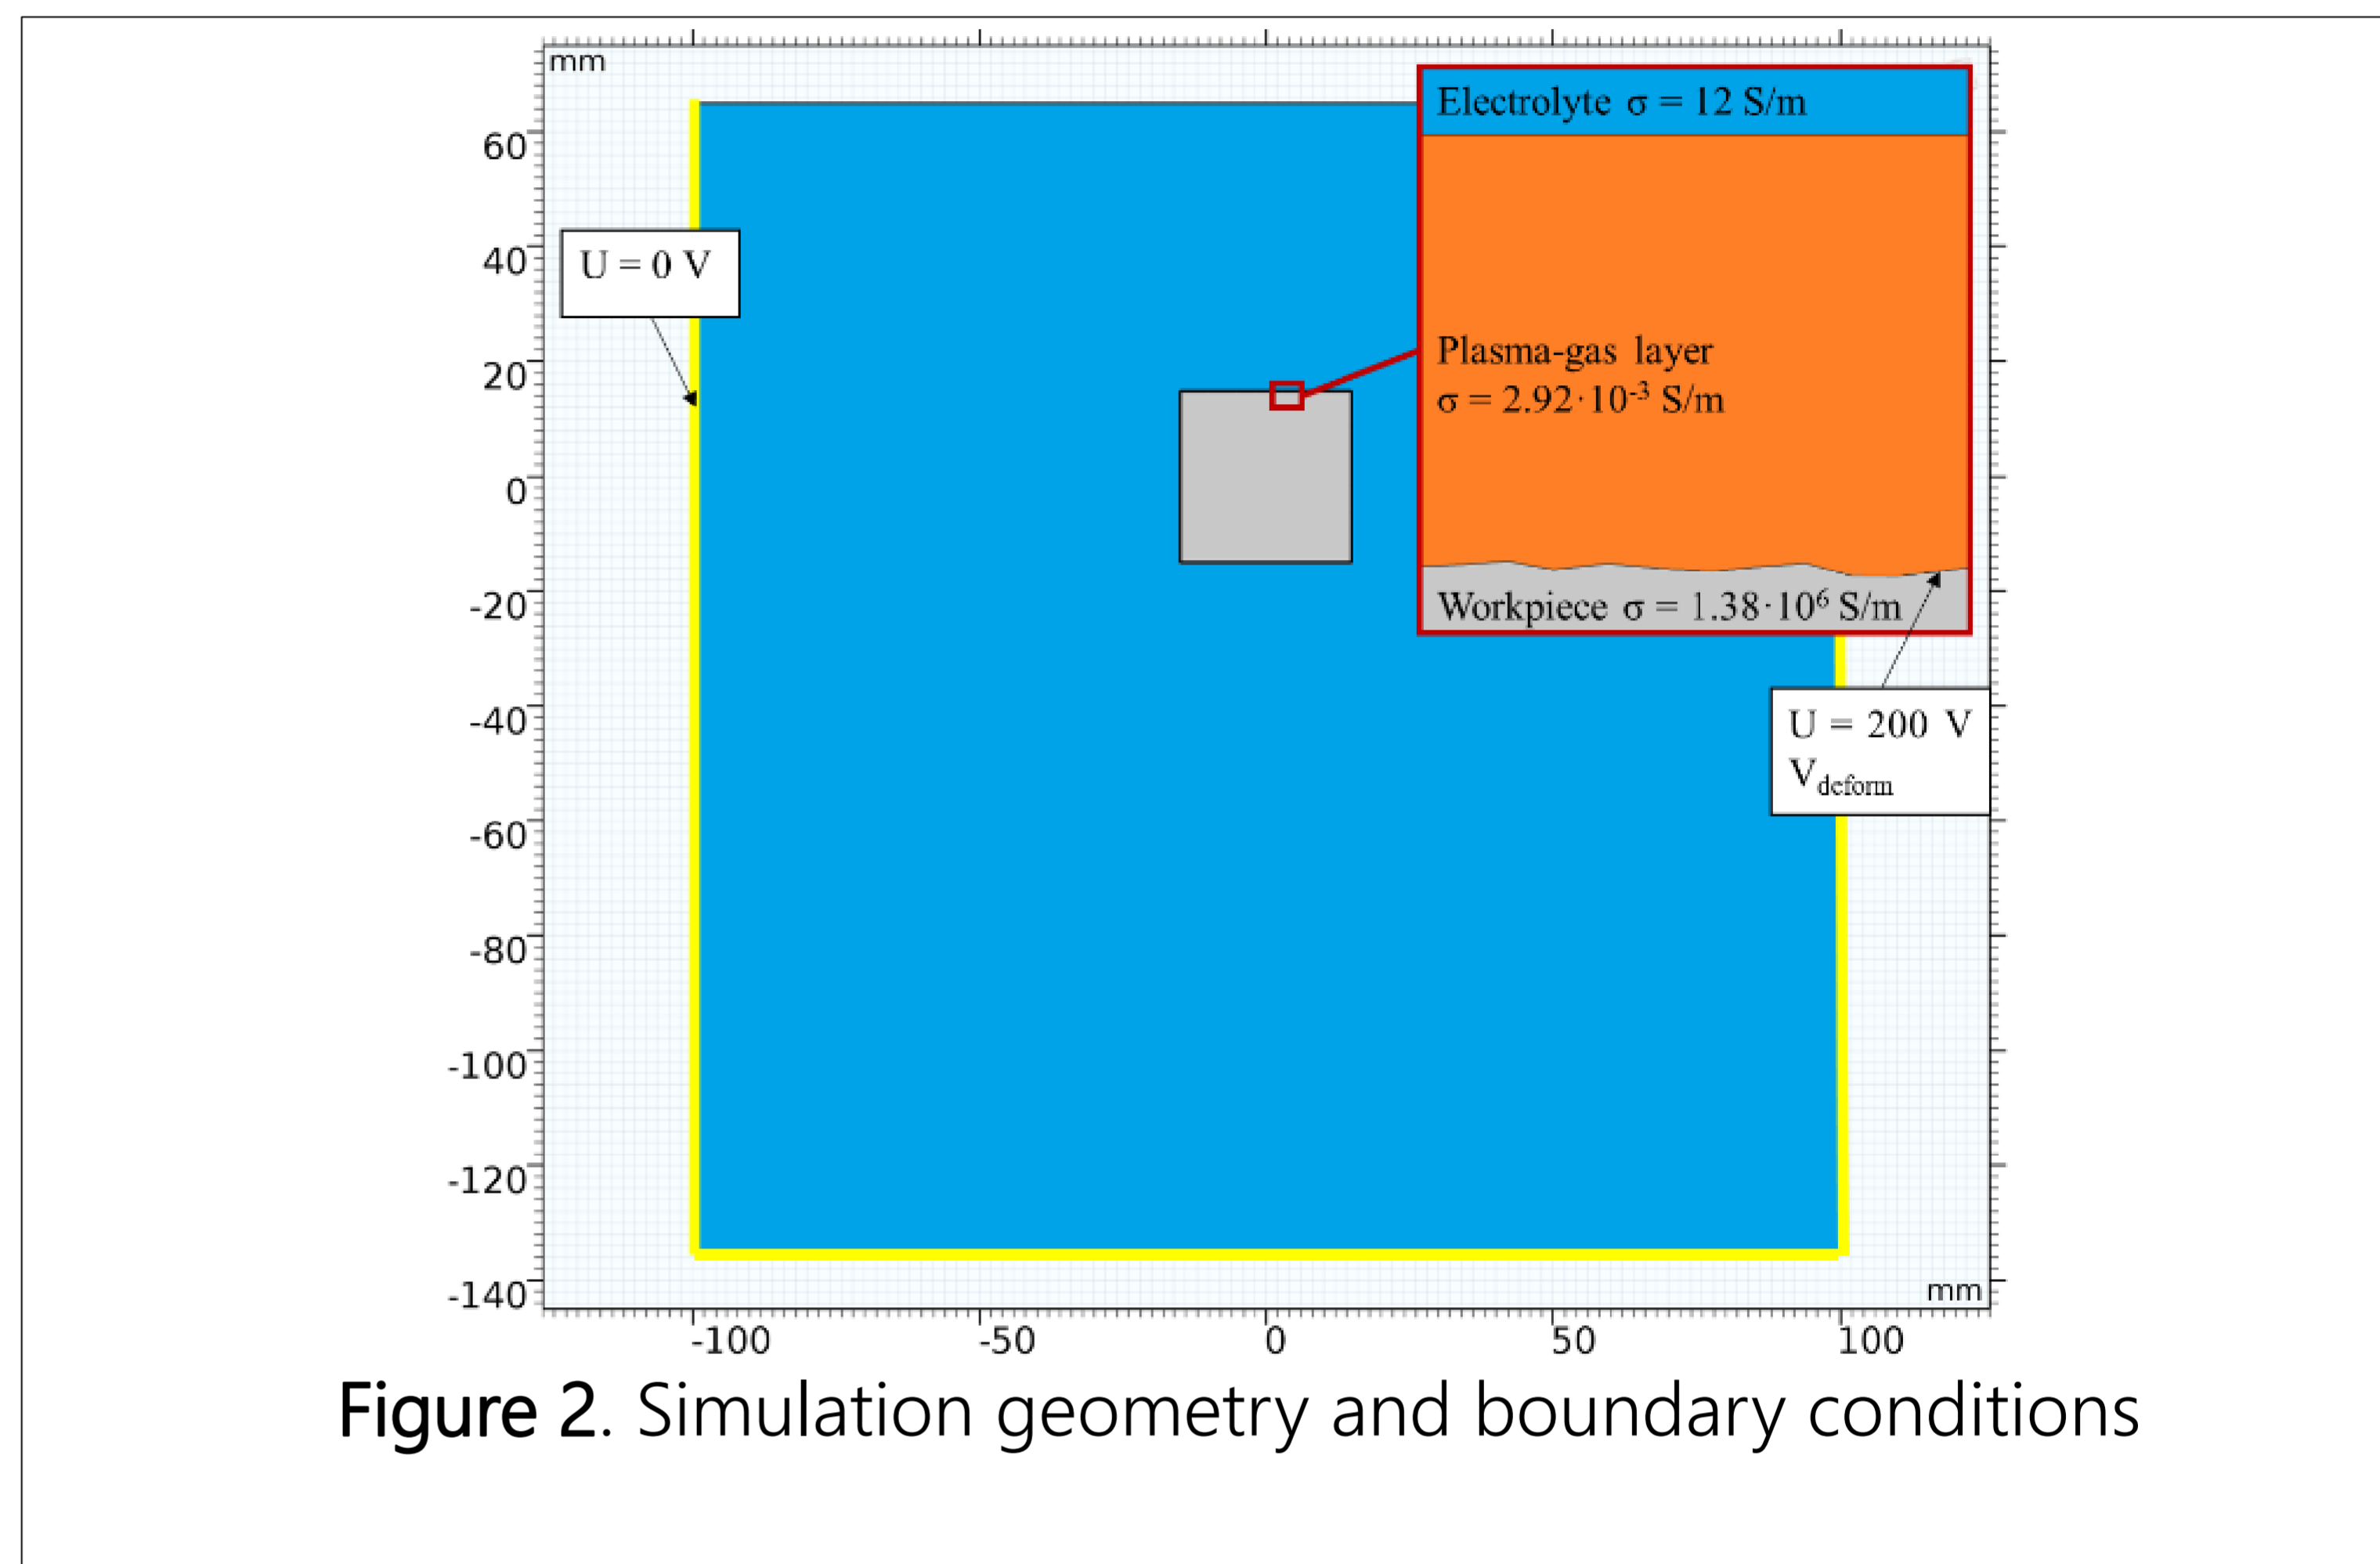 mm
60
40
20
0
-20
-40
-60
-80
-100
-120
-140
U = 0 V
Electrolyte σ = 12 S/m
Plasma-gas layer
σ = 2.92·10⁻³ S/m
Workpiece σ = 1.38·10⁶ S/m
U = 200 V
V_deform
mm
-100 -50 0 50 100
Figure 2. Simulation geometry and boundary conditions